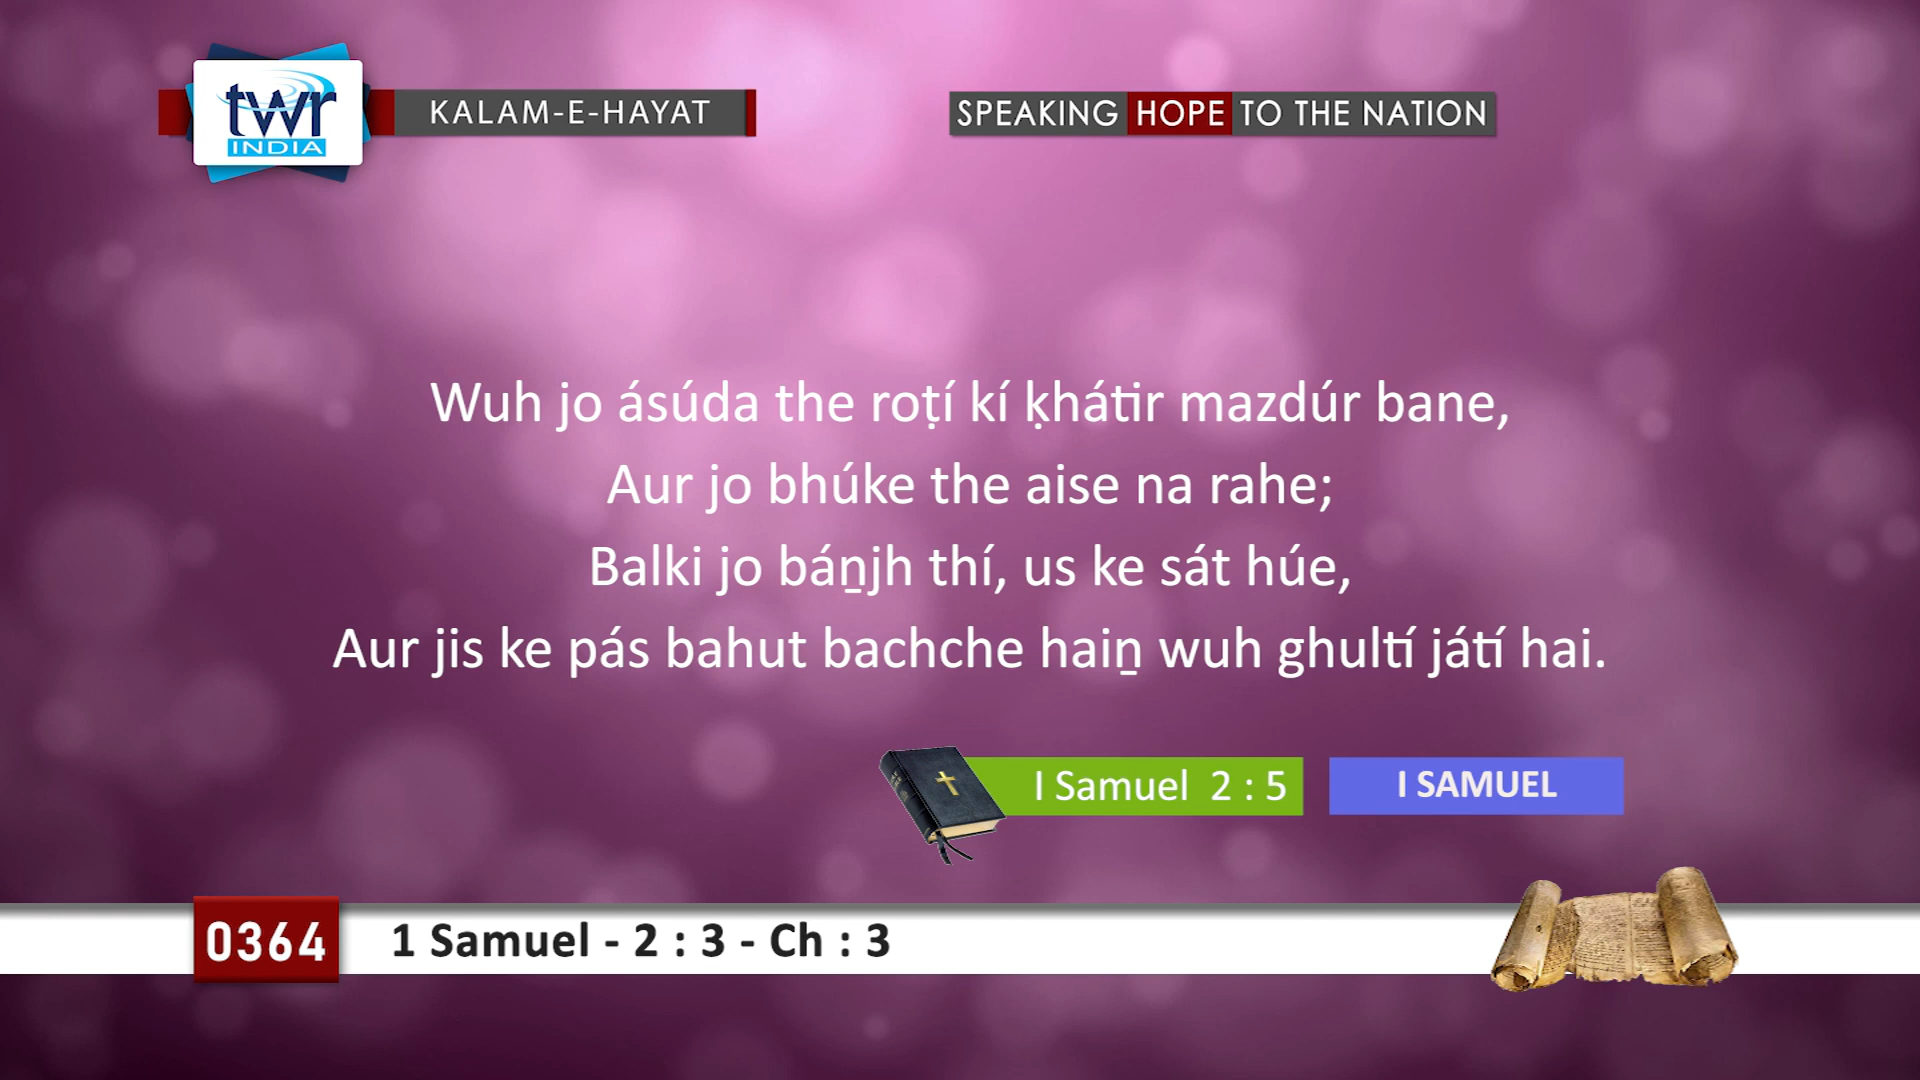 twr
INDIA
KALAM-E-HAYAT
SPEAKING HOPE TO THE NATION
Wuh jo ásúda the roṭí kí ḳhátir mazdúr bane,
Aur jo bhúke the aise na rahe;
Balki jo báṉjh thí, us ke sát húe,
Aur jis ke pás bahut bachche haiṉ wuh ghultí játí hai.
I Samuel 2 : 5
I SAMUEL
0364
1 Samuel - 2 : 3 - Ch : 3